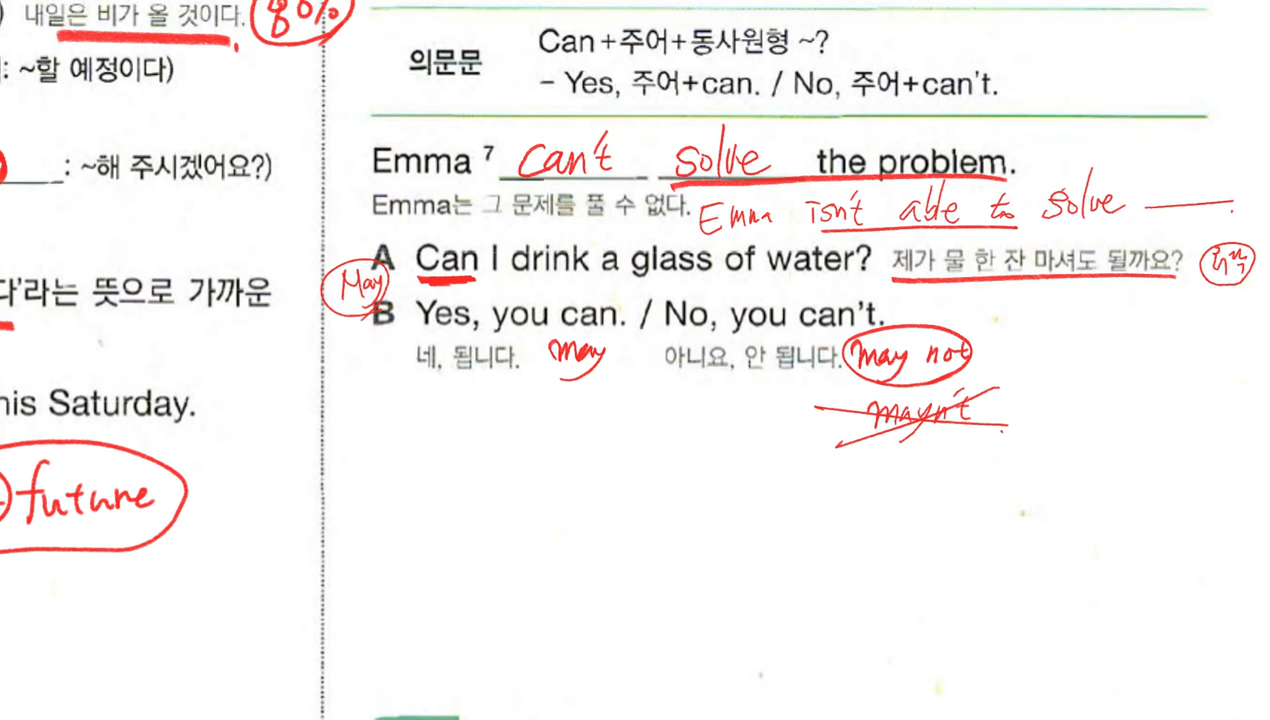 ) 내일은 비가 올 것이다. 80%
: ~할 예정이다)
: ~해 주시겠어요?)
다'라는 뜻으로 가까운
his Saturday.
future
의문문
Can+주어+동사원형 ~?
– Yes, 주어+can. / No, 주어+can't.
Emma 7 can't solve the problem.
Emma는 그 문제를 풀 수 없다. Emma isn't able to solve
A Can I drink a glass of water? 제가 물 한 잔 마셔도 될까요?
May
B Yes, you can. / No, you can't.
네, 됩니다. may 아니요, 안 됩니다. may not
mayn't